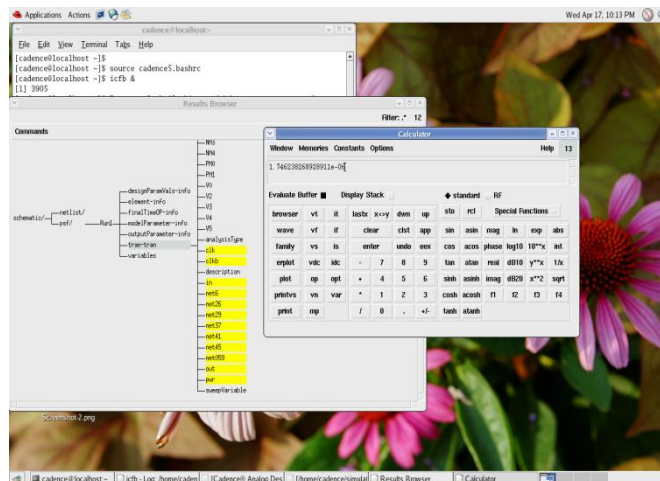 Applications Actions
Wed Apr 17, 10:13 PM
cadence@localhost:~
File Edit View Terminal Tabs Help
[cadence@localhost ~]$
[cadence@localhost ~]$ source cadence5.bashrc
[cadence@localhost ~]$ icfb &
[1] 3905
Results Browser
Filter: .* 12
Commands
schematic/
netlist/
psf/
Run1
designParamVals-info
element-info
finalTimeOP-info
modelParameter-info
outputParameter-info
tran-tran
variables
NM3
NM4
PM0
PM1
V0
V2
V3
V4
V5
analysisType
clk
clkb
description
in
net6
net26
net29
net37
net41
net45
net059
out
pwr
sweepVariable
Calculator
Window Memories Constants Options Help 13
1.746238268928911e-06
Evaluate Buffer Display Stack standard RF
browser vt it lastx x<>y dwn up sto rcl Special Functions
wave vf if clear clst app sin asin mag ln exp abs
family vs is enter undo eex cos acos phase log10 10**x int
erplot vdc idc - 7 8 9 tan atan real dB10 y**x 1/x
plot op opt + 4 5 6 sinh asinh imag dB20 x**2 sqrt
printvs vn var * 1 2 3 cosh acosh f1 f2 f3 f4
print mp / 0 . +/- tanh atanh
Screenshot-2.png
cadence@localhost:~
icfb - Log: /home/caden
[Cadence® Analog Des
[/home/cadence/simulat
Results Browser
Calculator